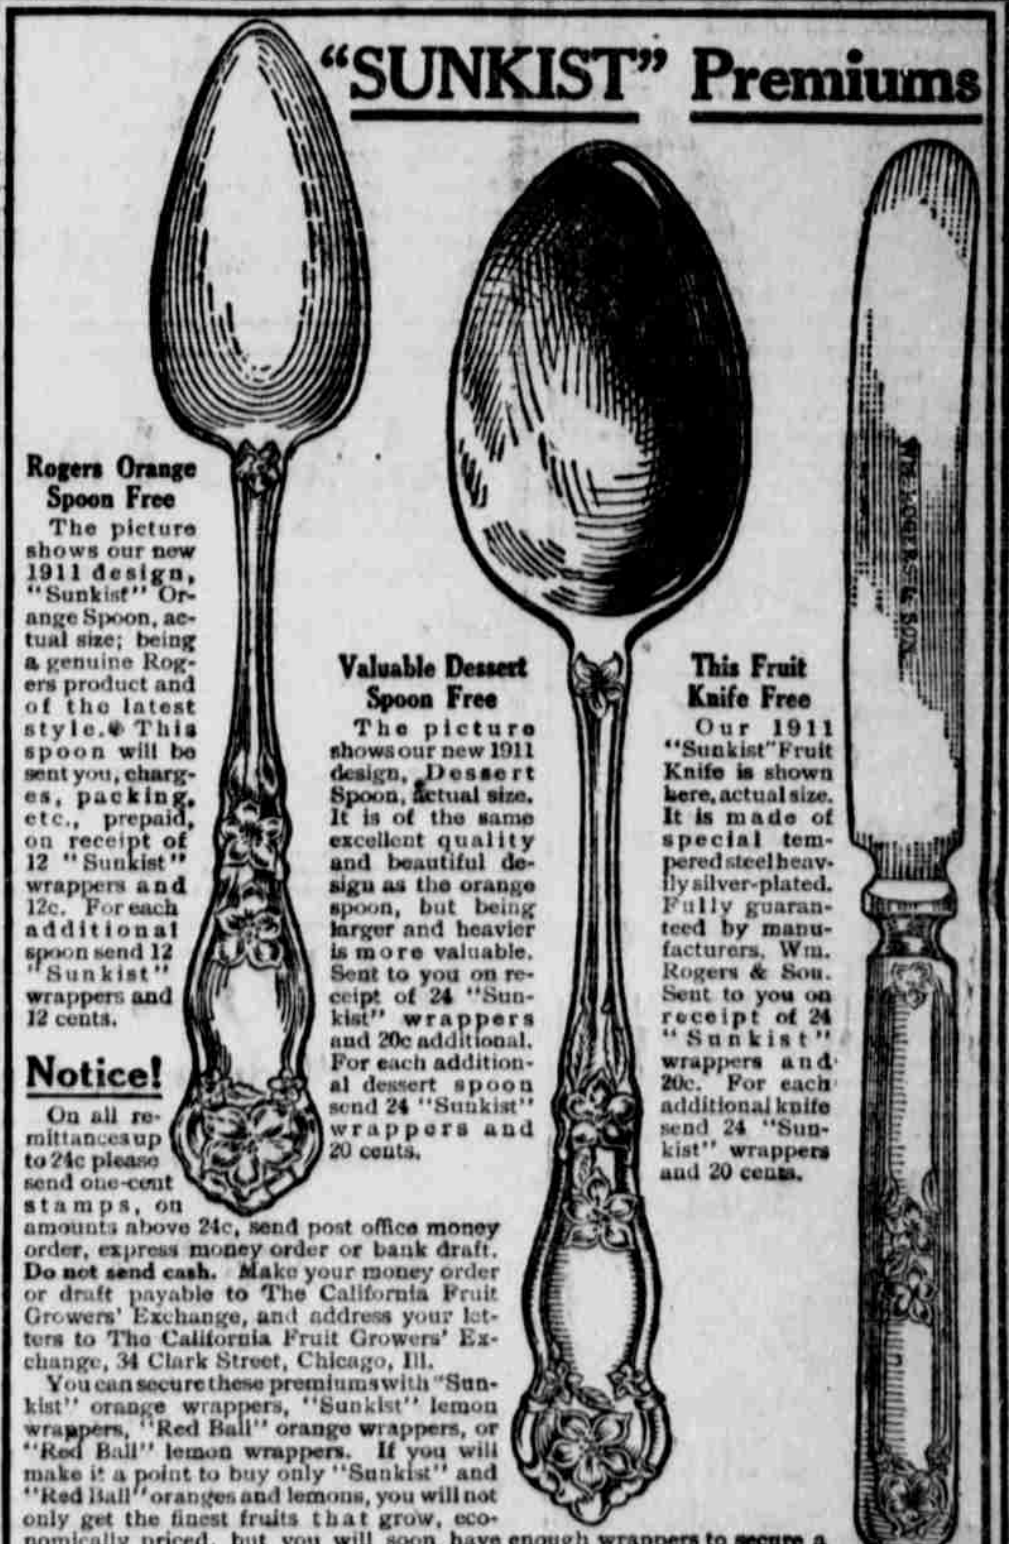 "SUNKIST" Premiums
Rogers Orange
Spoon Free
The picture
shows our new
1911 design,
"Sunkist" Or-
ange Spoon, ac-
tual size; being
a genuine Rog-
ers product and
of the latest
style. This
spoon will be
sent you, charg-
es, packing,
etc., prepaid,
on receipt of
12 "Sunkist"
wrappers and
12c. For each
additional
spoon send 12
"Sunkist"
wrappers and
12 cents.
Valuable Dessert
Spoon Free
The picture
shows our new 1911
design, Dessert
Spoon, actual size.
It is of the same
excellent quality
and beautiful de-
sign as the orange
spoon, but being
larger and heavier
is more valuable.
Sent to you on re-
ceipt of 24 "Sun-
kist" wrappers
and 20c additional.
For each addition-
al dessert spoon
send 24 "Sunkist"
wrappers and
20 cents.
This Fruit
Knife Free
Our 1911
"Sunkist" Fruit
Knife is shown
here, actual size.
It is made of
special tem-
pered steel heav-
ily silver-plated.
Fully guaran-
teed by manu-
facturers, Wm.
Rogers & Son.
Sent to you on
receipt of 24
"Sunkist"
wrappers and
20c. For each
additional knife
send 24 "Sun-
kist" wrappers
and 20 cents.
WM ROGERS & SON
Notice!
On all re-
mittances up
to 24c please
send one-cent
stamps, on
amounts above 24c, send post office money
order, express money order or bank draft.
Do not send cash. Make your money order
or draft payable to The California Fruit
Growers' Exchange, and address your let-
ters to The California Fruit Growers' Ex-
change, 34 Clark Street, Chicago, Ill.
You can secure these premiums with "Sun-
kist" orange wrappers, "Sunkist" lemon
wrappers, "Red Ball" orange wrappers, or
"Red Ball" lemon wrappers. If you will
make it a point to buy only "Sunkist" and
"Red Ball" oranges and lemons, you will not
only get the finest fruits that grow, eco-
nomically priced, but you will soon have enough wrappers to secure a